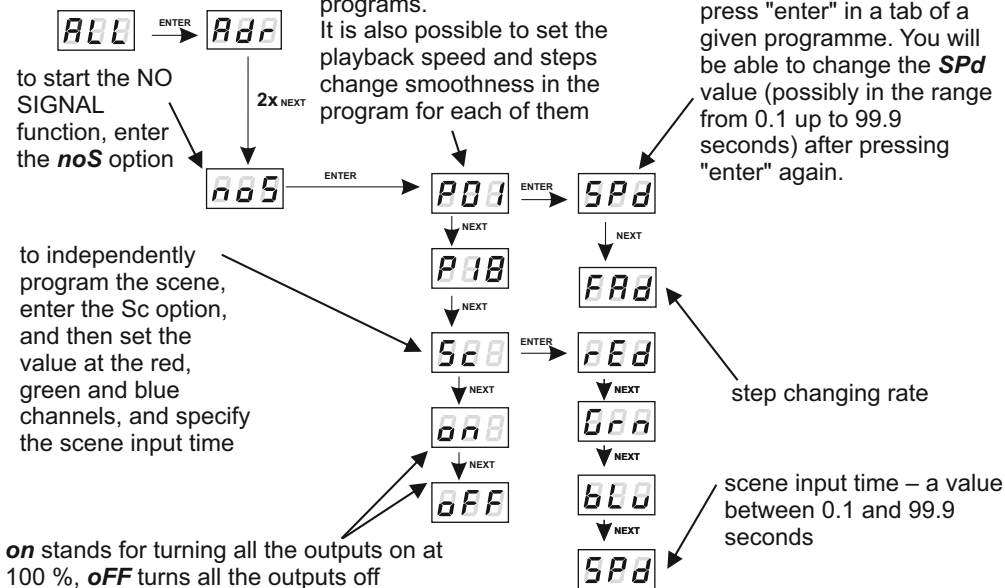 programs.
It is also possible to set the
playback speed and steps
change smoothness in the
program for each of them
press "enter" in a tab of a
given programme. You will
be able to change the SPd
value (possibly in the range
from 0.1 up to 99.9
seconds) after pressing
"enter" again.
ALL
ENTER
Adr
2x NEXT
to start the NO
SIGNAL
function, enter
the noS option
noS
ENTER
P01
ENTER
SPd
NEXT
NEXT
P18
FAd
NEXT
to independently
program the scene,
enter the Sc option,
and then set the
value at the red,
green and blue
channels, and specify
the scene input time
Sc
ENTER
rEd
NEXT
NEXT
step changing rate
on
Grn
NEXT
NEXT
oFF
bLu
NEXT
scene input time – a value
between 0.1 and 99.9
seconds
SPd
on stands for turning all the outputs on at
100 %, oFF turns all the outputs off